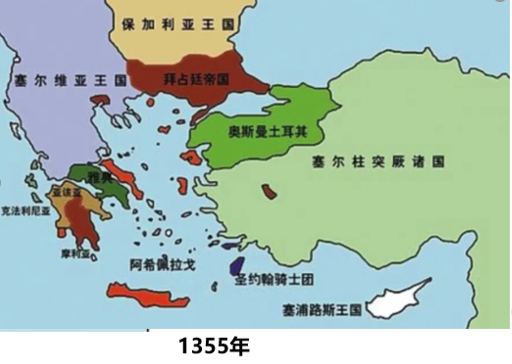 保加利亚王国
塞尔维亚王国
拜占廷帝国
奥斯曼土耳其
塞尔柱突厥诸国
雅典
亚该亚
克法利尼亚
摩利亚
阿希佩拉戈
圣约翰骑士团
塞浦路斯王国
1355年